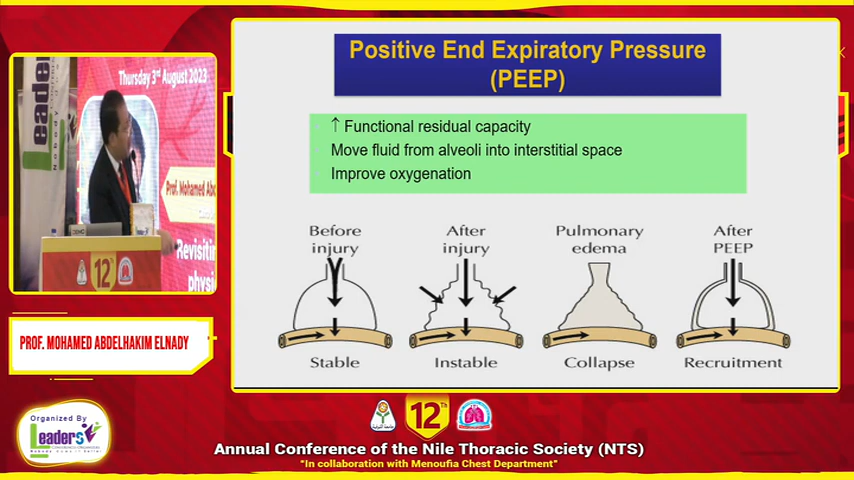 Positive End Expiratory Pressure
(PEEP)
↑ Functional residual capacity
Move fluid from alveoli into interstitial space
Improve oxygenation
Before
injury
After
injury
Pulmonary
edema
After
PEEP
Stable
Instable
Collapse
Recruitment
Thursday 3rd August 2023
Prof. Mohamed Abd
Revisitin
physi
12
eader
PROF. MOHAMED ABDELHAKIM ELNADY
Organized By
Leaders
12Th
Annual Conference of the Nile Thoracic Society (NTS)
"In collaboration with Menoufia Chest Department"